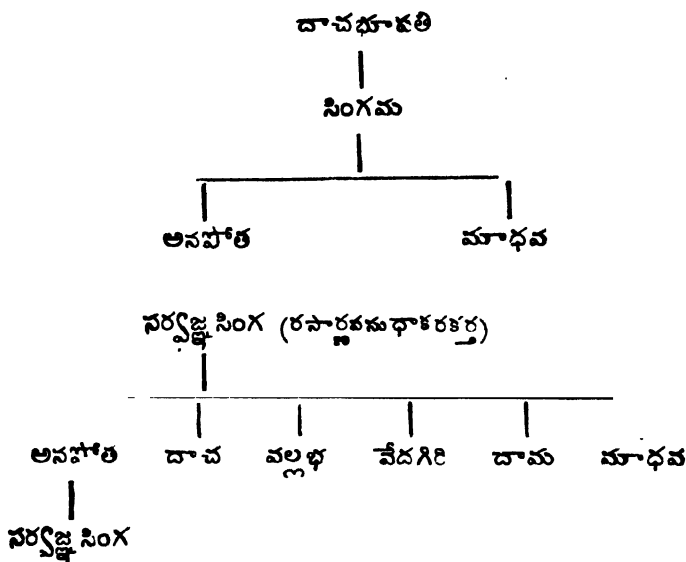 దాచభూపతి
సింగమ
అనపోత మాధవ
సర్వజ్ఞ సింగ (రసార్ణవసుధాకరకర్త)
అనపోత దాచ వల్లభ వేదగిరి దామ మాధవ
సర్వజ్ఞ సింగ